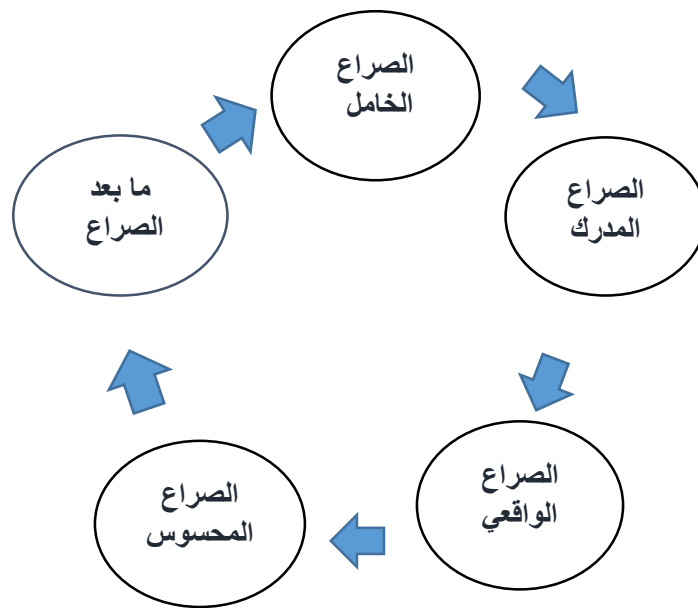 الصراع
الخامل
الصراع
المدرك
الصراع
الواقعي
الصراع
المحسوس
ما بعد
الصراع